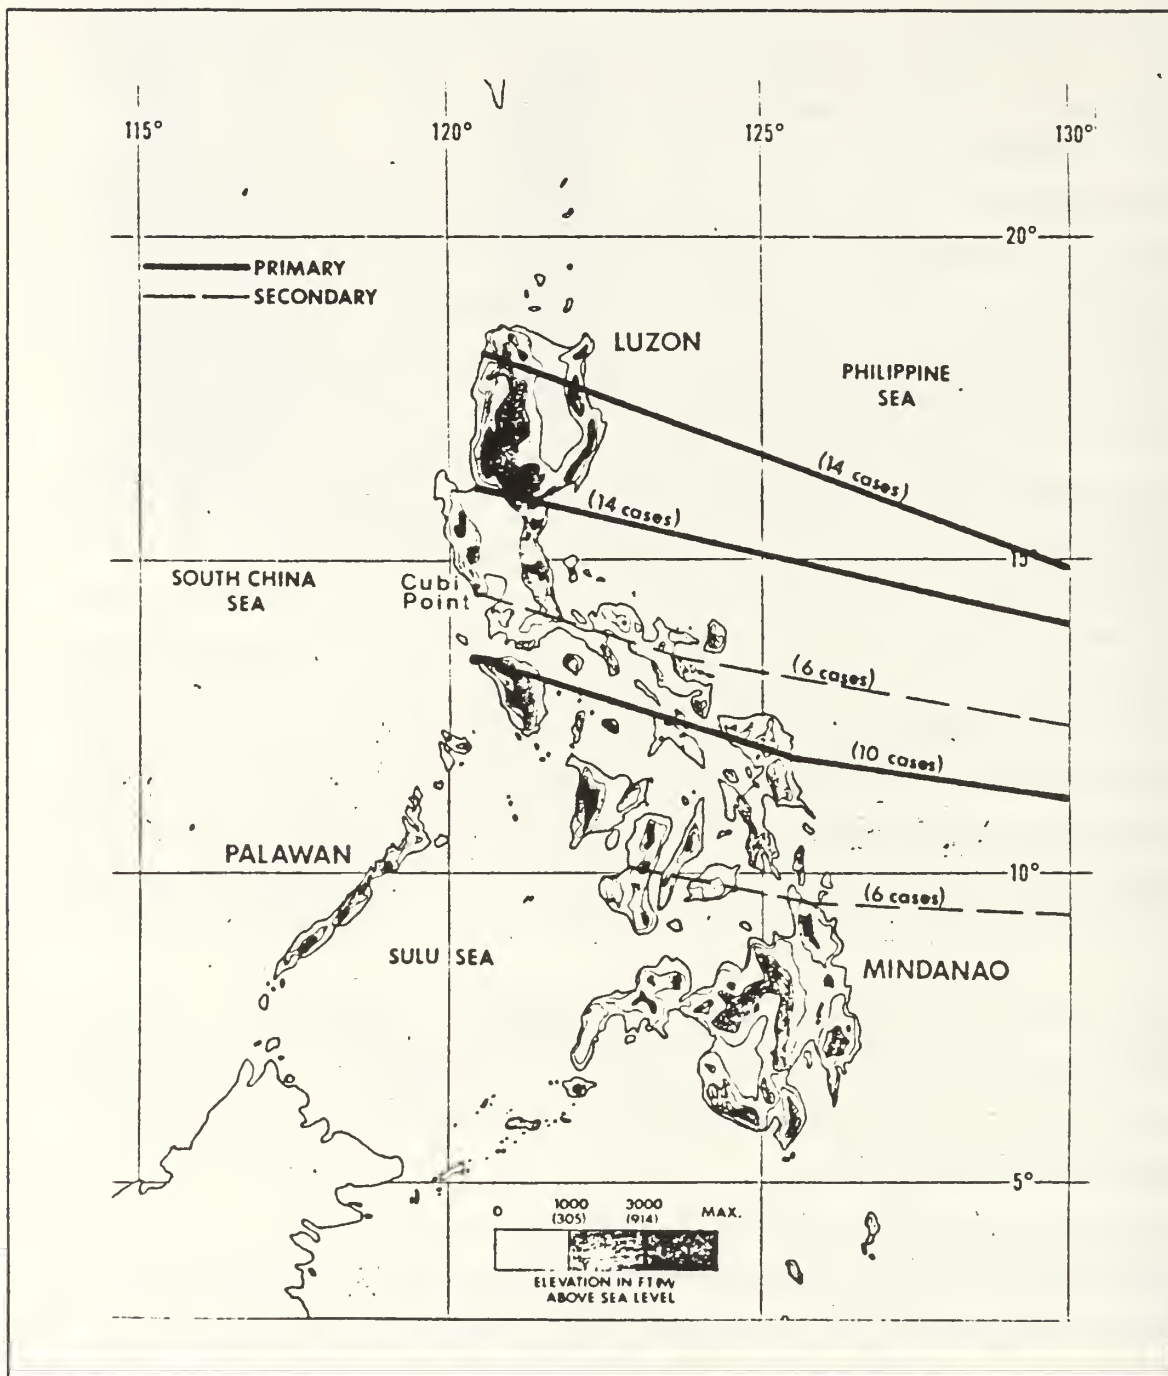 115°
120°
125°
130°
20°
PRIMARY
SECONDARY
LUZON
PHILIPPINE
SEA
(14 cases)
(14 cases)
15
SOUTH CHINA
SEA
Cubi
Point
(6 cases)
(10 cases)
PALAWAN
10°
(6 cases)
SULU SEA
MINDANAO
5°
0 1000 3000 MAX.
(305) (914)
ELEVATION IN FT
ABOVE SEA LEVEL